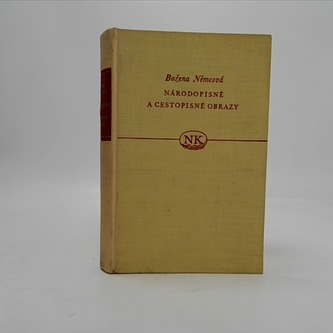 Božena Němcová
NÁRODOPISNÉ
A CESTOPISNÉ OBRAZY
NK